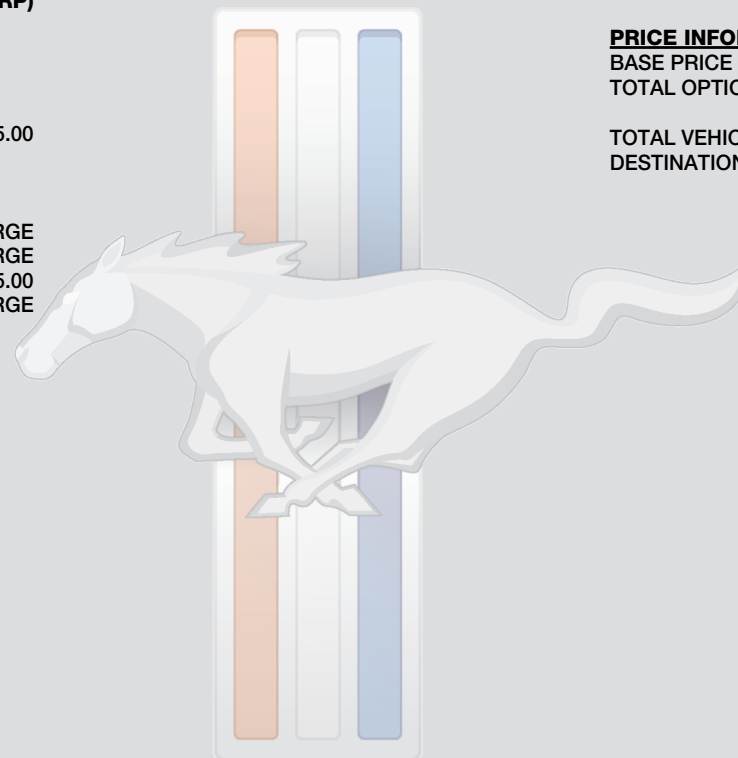 RP)
5.00
RGE
RGE
5.00
RGE
PRICE INFO
BASE PRICE
TOTAL OPTIO
TOTAL VEHIC
DESTINATION